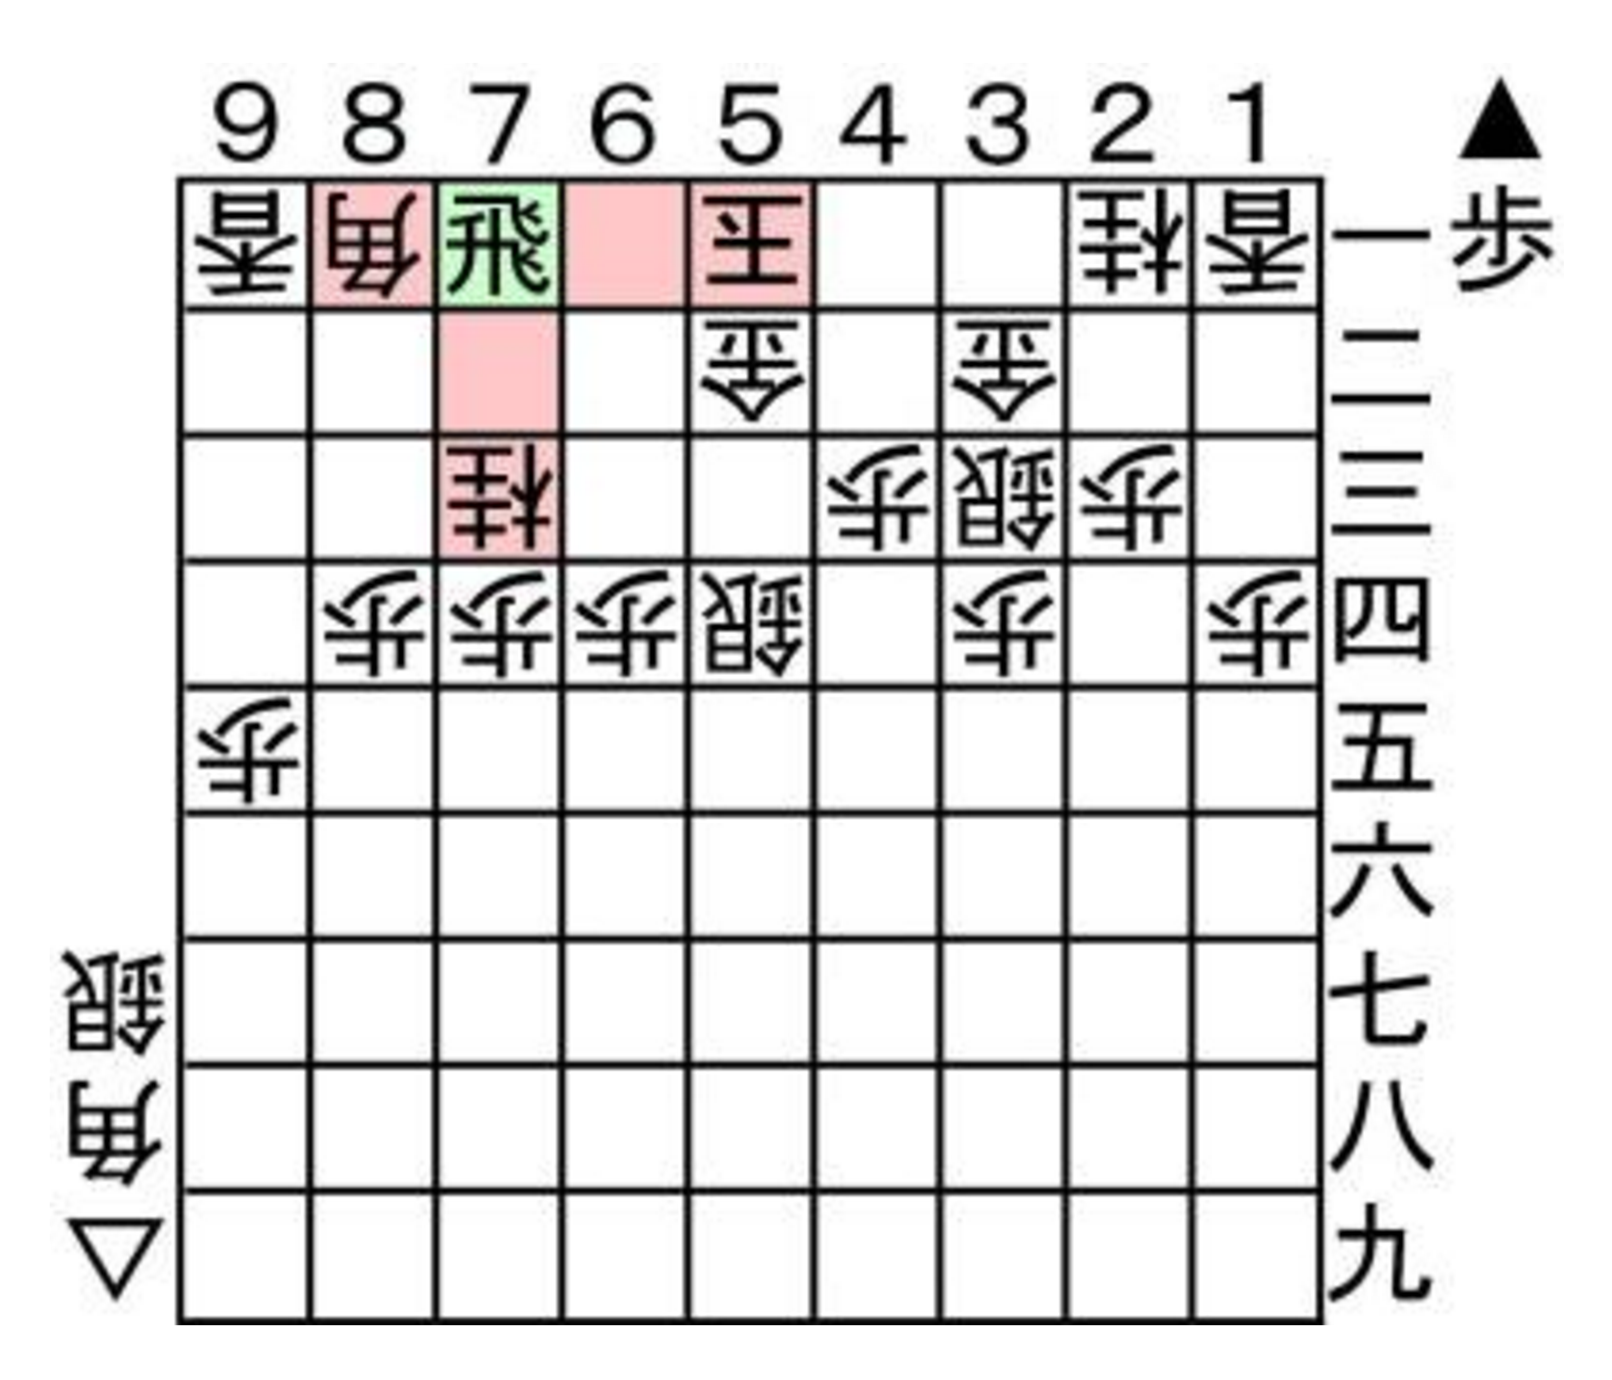 9 8 7 6 5 4 3 2 1 ▲
香 角 飛 玉 桂 香 一 歩
金 金 二
桂 歩 銀 歩 三
歩 歩 歩 銀 歩 歩 四
歩 五
六
銀 七
角 八
△ 九